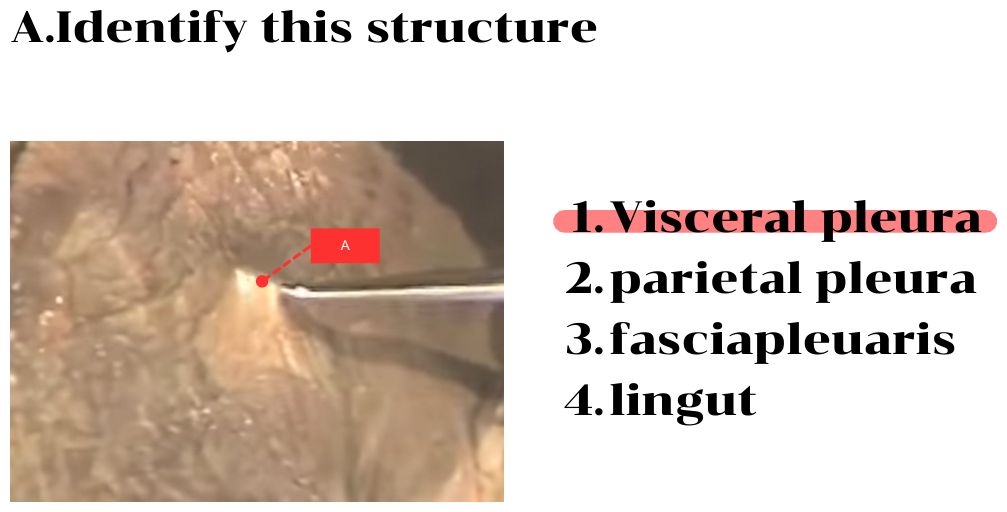 A.Identify this structure
A
1. Visceral pleura
2. parietal pleura
3. fasciapleuaris
4. lingut